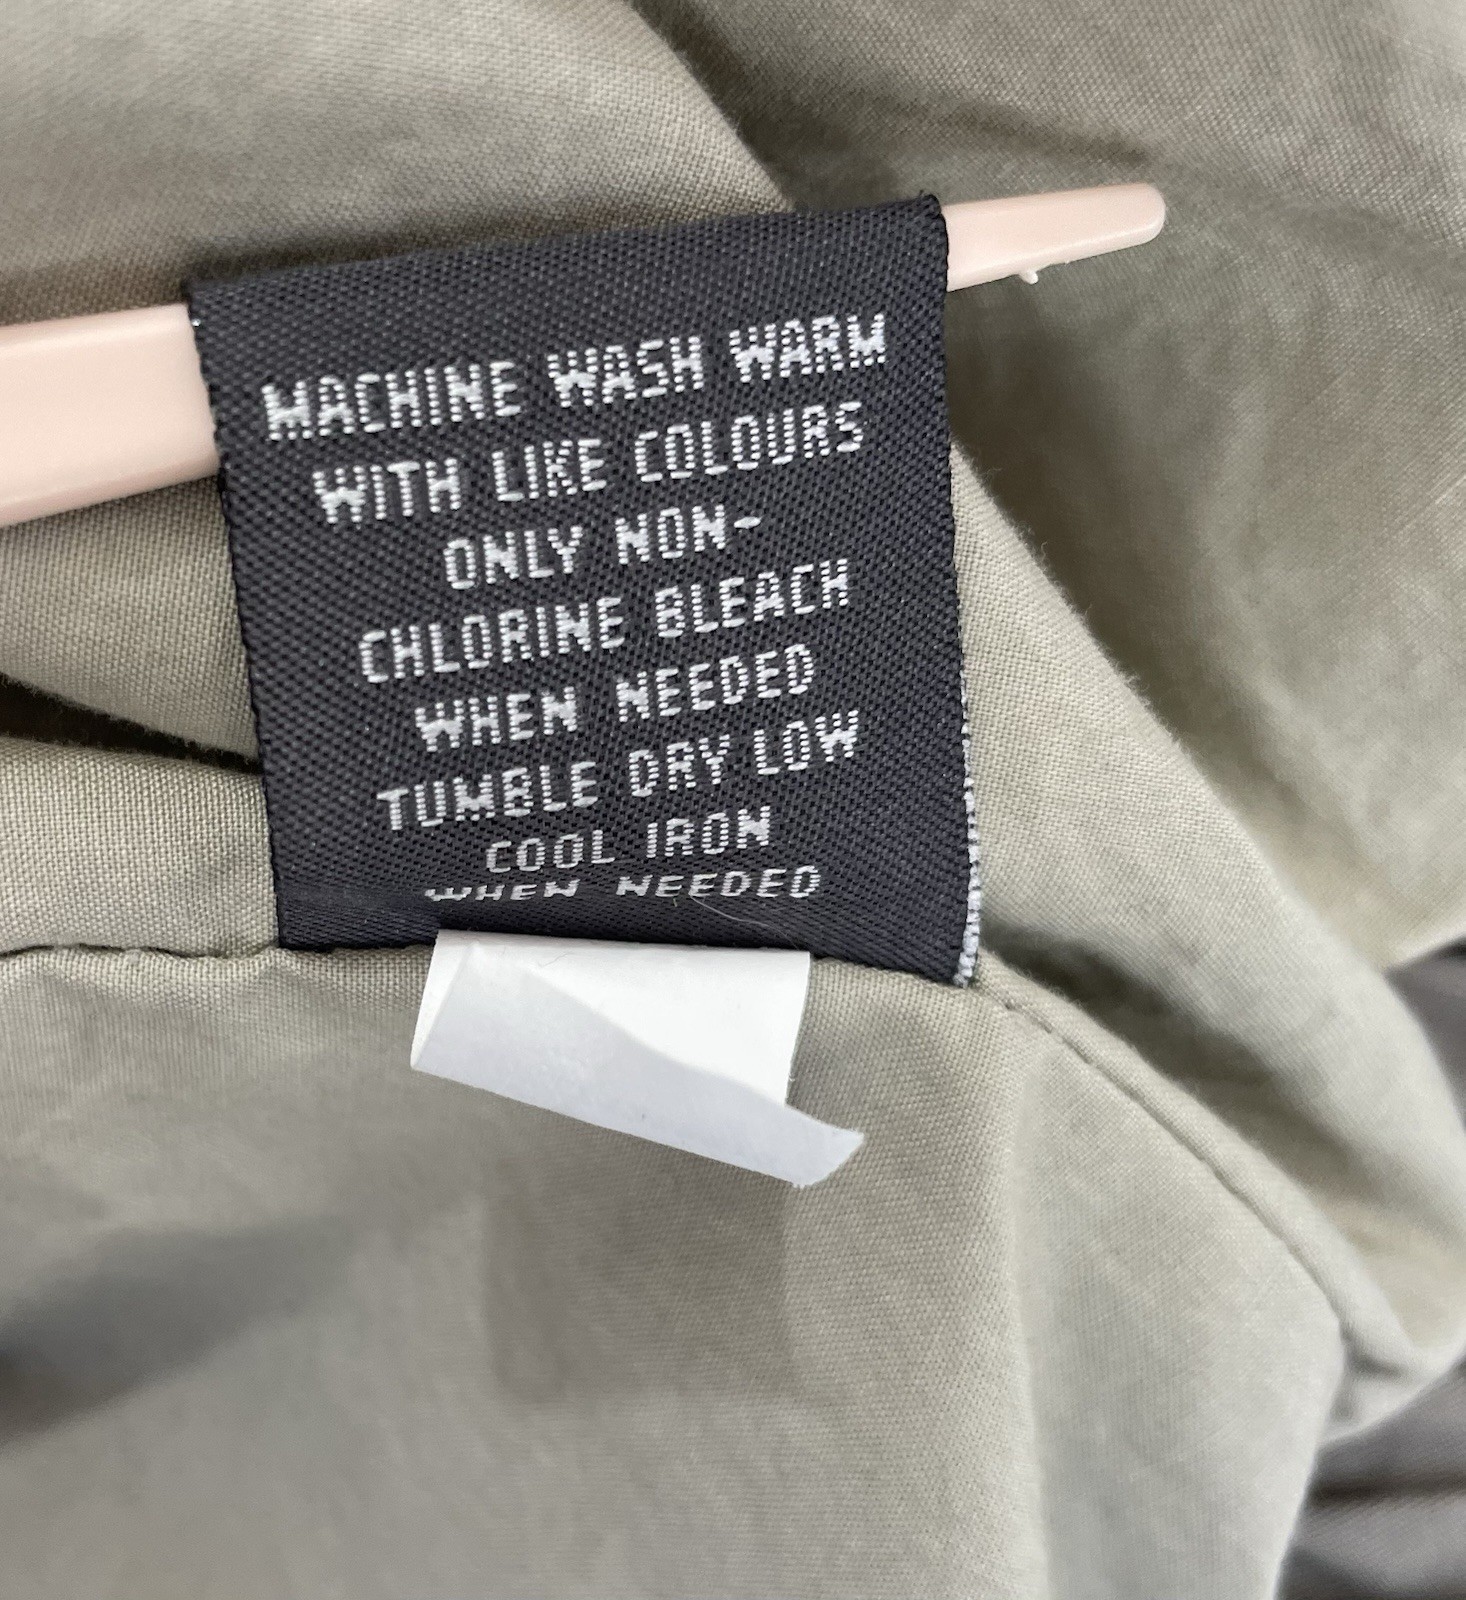 MACHINE WASH WARM
WITH LIKE COLOURS
ONLY NON-
CHLORINE BLEACH
WHEN NEEDED
TUMBLE DRY LOW
COOL IRON
WHEN NEEDED